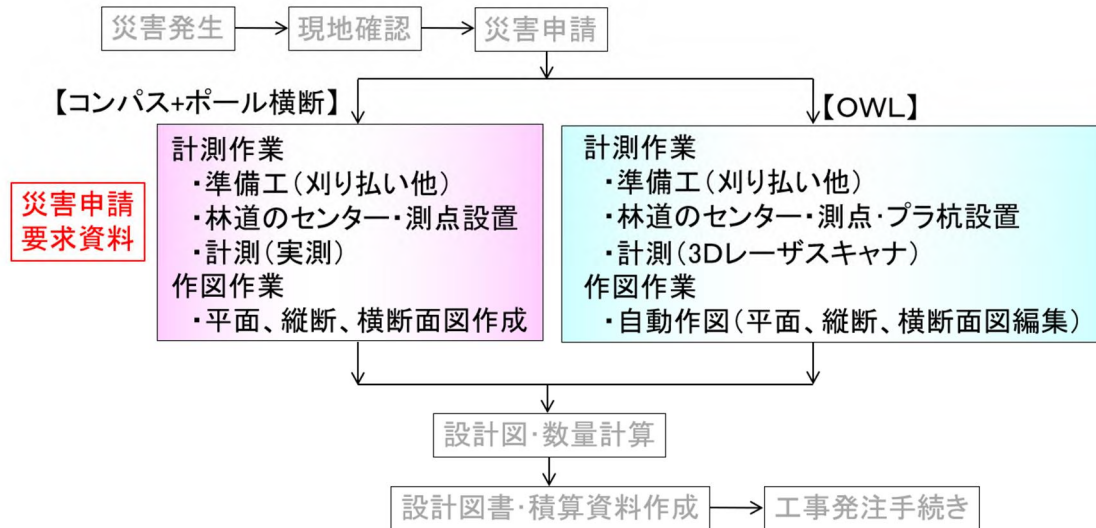 災害発生
現地確認
災害申請
【コンパス+ポール横断】
【OWL】
災害申請
要求資料
計測作業
・準備工(刈り払い他)
・林道のセンター・測点設置
・計測(実測)
作図作業
・平面、縦断、横断面図作成
計測作業
・準備工(刈り払い他)
・林道のセンター・測点・プラ杭設置
・計測(3Dレーザスキャナ)
作図作業
・自動作図(平面、縦断、横断面図編集)
設計図・数量計算
設計図書・積算資料作成
工事発注手続き